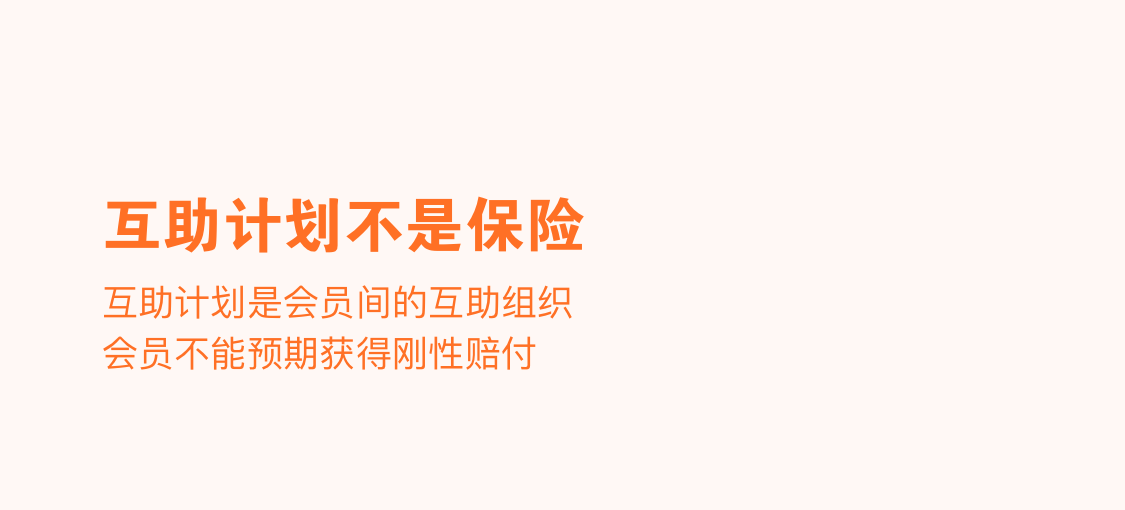 互助计划不是保险
互助计划是会员间的互助组织
会员不能预期获得刚性赔付